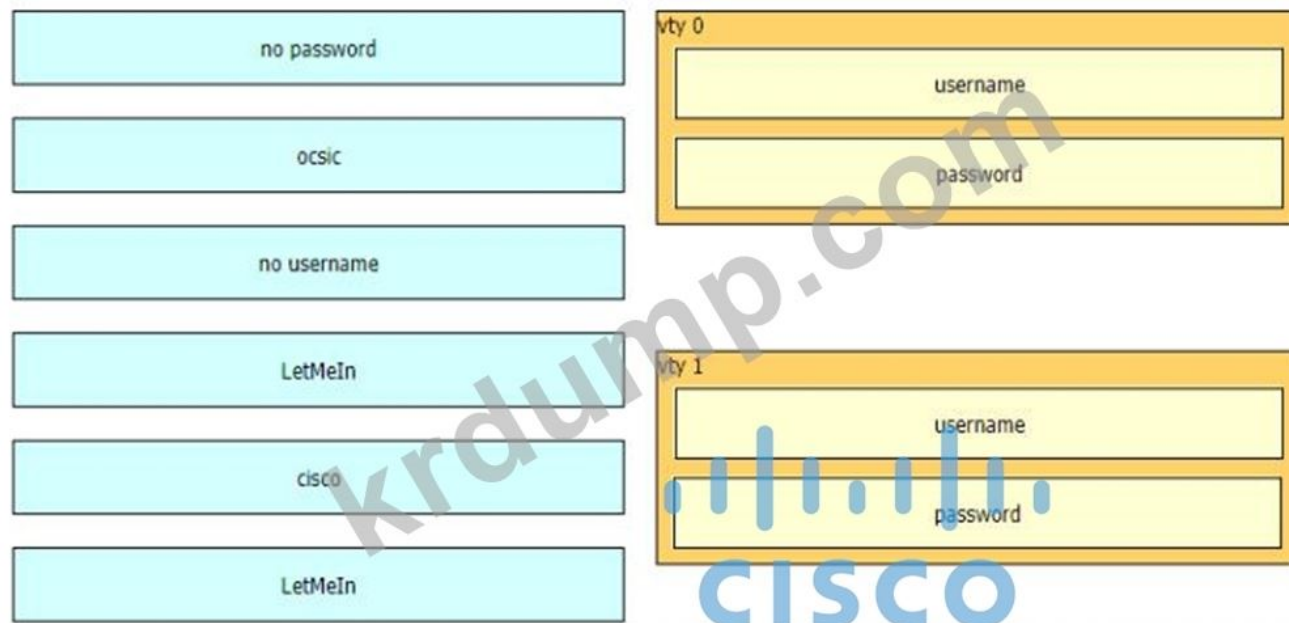 no password
ocsic
no username
LetMeIn
cisco
LetMeIn
vty 0
username
password
vty 1
username
password
krdump.com
CISCO